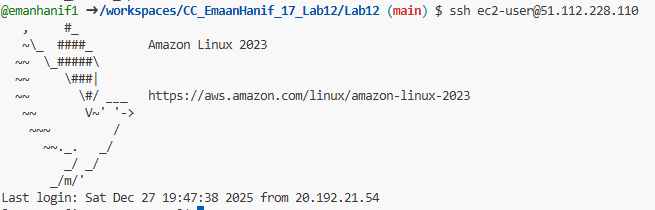 @emanhanif1 ➜/workspaces/CC_EmaanHanif_17_Lab12/Lab12 (main) $ ssh ec2-user@51.112.228.110
   ,     #_
   ~\_  ####_        Amazon Linux 2023
  ~~  \_#####\
  ~~     \###|
  ~~       \#/ ___   https://aws.amazon.com/linux/amazon-linux-2023
   ~~       V~' '->
    ~~~         /
      ~~._.   _/
         _/ _/
       _/m/'
Last login: Sat Dec 27 19:47:38 2025 from 20.192.21.54